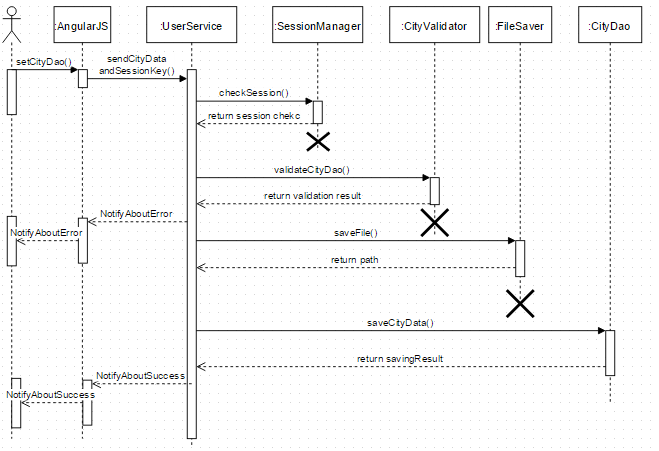 :AngularJS
:UserService
:SessionManager
:CityValidator
:FileSaver
:CityDao
setCityDao()
sendCityData
andSessionKey()
checkSession()
return session chekc
validateCityDao()
return validation result
NotifyAboutError
NotifyAboutError
saveFile()
return path
saveCityData()
return savingResult
NotifyAboutSuccess
NotifyAboutSuccess